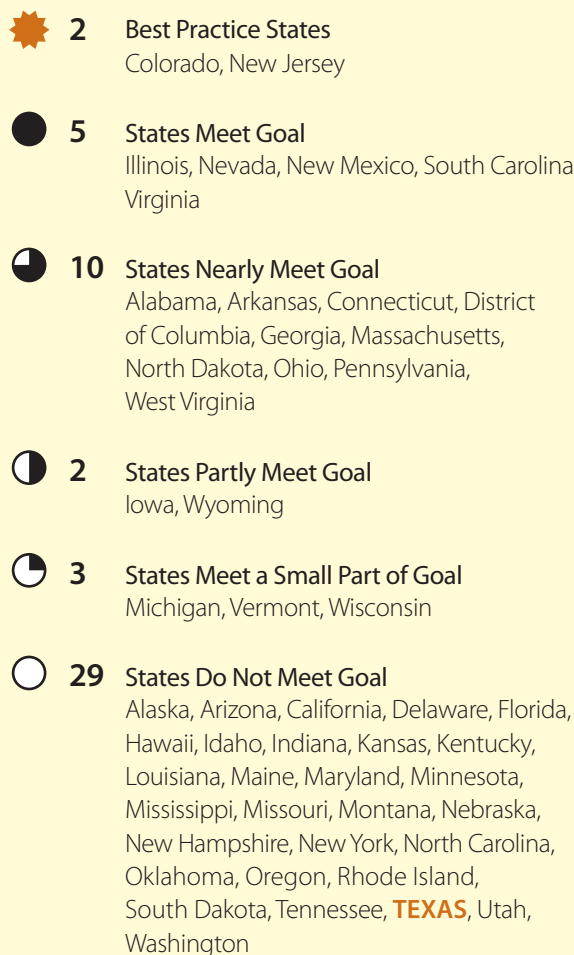 2 Best Practice States
Colorado, New Jersey
5 States Meet Goal
Illinois, Nevada, New Mexico, South Carolina
Virginia
10 States Nearly Meet Goal
Alabama, Arkansas, Connecticut, District
of Columbia, Georgia, Massachusetts,
North Dakota, Ohio, Pennsylvania,
West Virginia
2 States Partly Meet Goal
Iowa, Wyoming
3 States Meet a Small Part of Goal
Michigan, Vermont, Wisconsin
29 States Do Not Meet Goal
Alaska, Arizona, California, Delaware, Florida,
Hawaii, Idaho, Indiana, Kansas, Kentucky,
Louisiana, Maine, Maryland, Minnesota,
Mississippi, Missouri, Montana, Nebraska,
New Hampshire, New York, North Carolina,
Oklahoma, Oregon, Rhode Island,
South Dakota, Tennessee, TEXAS, Utah,
Washington